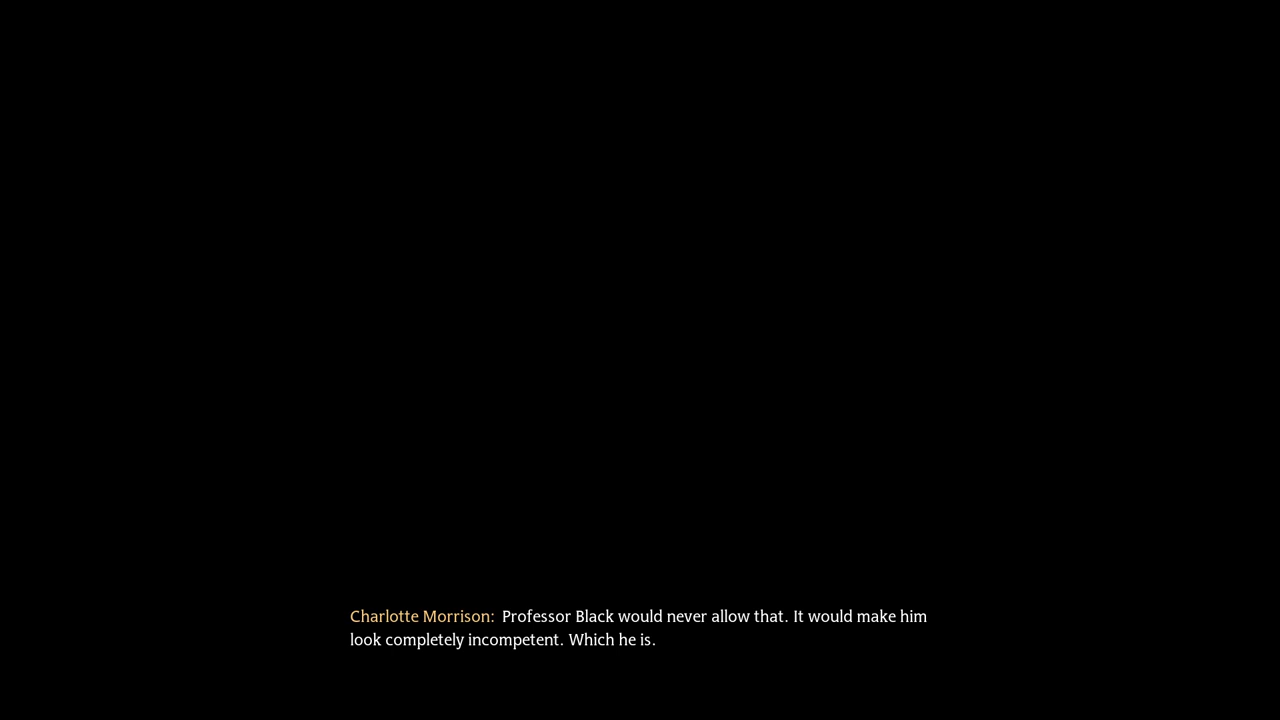 Charlotte Morrison: Professor Black would never allow that. It would make him
look completely incompetent. Which he is.